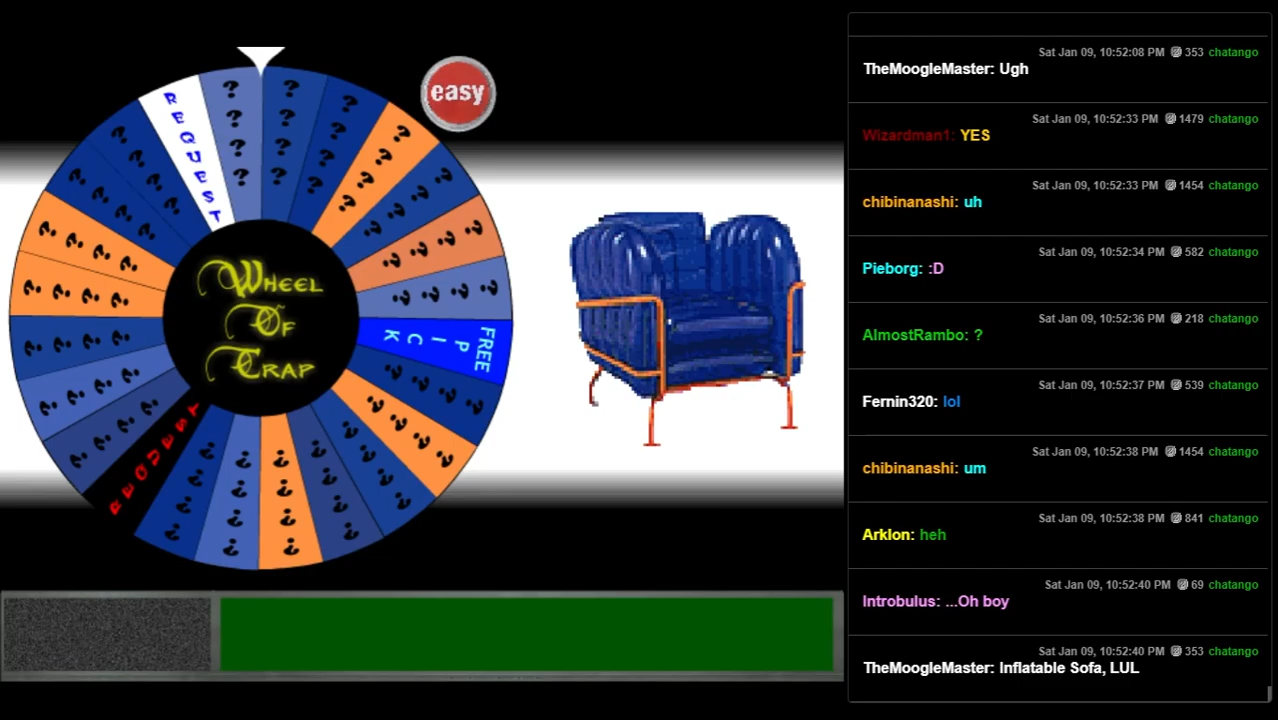 easy
REQUEST
? ? ? ?
WHEEL
OF
CRAP
FREE
PICK
REQUEST
Sat Jan 09, 10:52:08 PM 353 chatango
TheMoogleMaster: Ugh
Sat Jan 09, 10:52:33 PM 1479 chatango
Wizardman1: YES
Sat Jan 09, 10:52:33 PM 1454 chatango
chibinanashi: uh
Sat Jan 09, 10:52:34 PM 582 chatango
Pieborg: :D
Sat Jan 09, 10:52:36 PM 218 chatango
AlmostRambo: ?
Sat Jan 09, 10:52:37 PM 539 chatango
Fernin320: lol
Sat Jan 09, 10:52:38 PM 1454 chatango
chibinanashi: um
Sat Jan 09, 10:52:38 PM 841 chatango
Arklon: heh
Sat Jan 09, 10:52:40 PM 69 chatango
Introbulus: ...Oh boy
Sat Jan 09, 10:52:40 PM 353 chatango
TheMoogleMaster: Inflatable Sofa, LUL